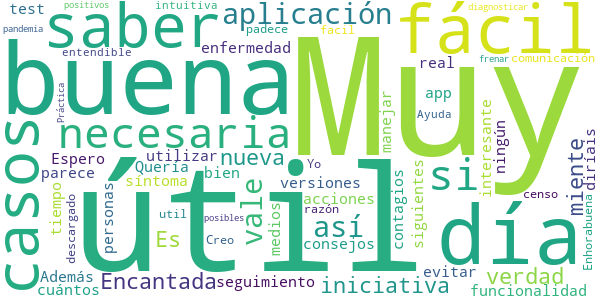 test
positivos
intuitiva
saber
aplicación
fácil
diagnosticar
pandemia
padece
facil
comunicación
entendible
enfermedad
real
frenar
buena
Muy
Práctica
app
Ayuda
manejar
interesante
ningún
necesaria
casos
Espero
utilizar
nueva
Yo
parece
Quería
bien
versiones
si
miente
diríais
síntoma
útil
vale
acciones
contagios
siguientes
censo
tiempo
descargado
personas
util
posibles
medios
razón
así
día
Enhorabuena
Es
Creo
consejos
Además
Encantada
seguimiento
evitar
verdad
cuántos
iniciativa
funcionalidad